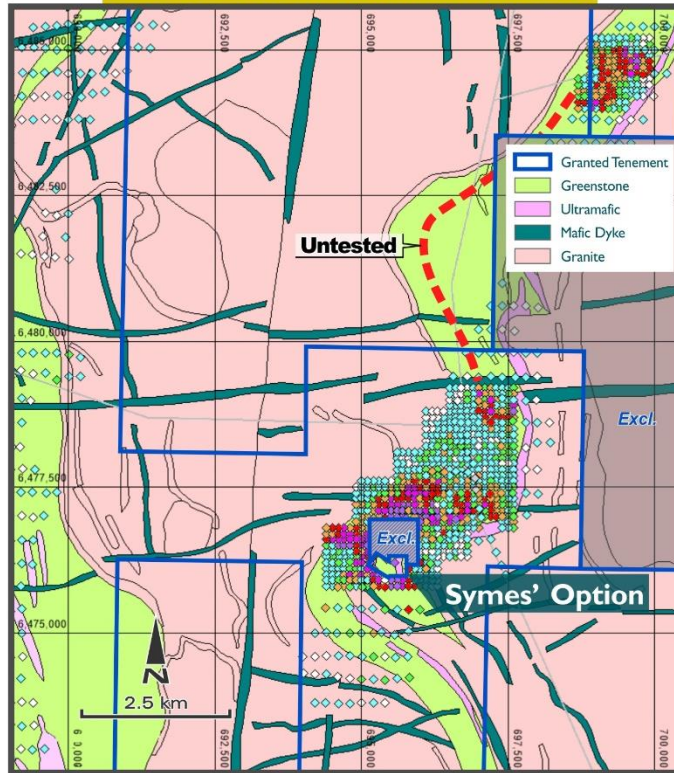 692,500
695,000
697,500
700,000
6,485,000
Granted Tenement
Greenstone
Ultramafic
Mafic Dyke
Granite
6,482,500
Untested
6,480,000
Excl.
6,477,500
Excl.
Symes' Option
6,475,000
N
2.5 km
692,500
695,000
697,500
700,000